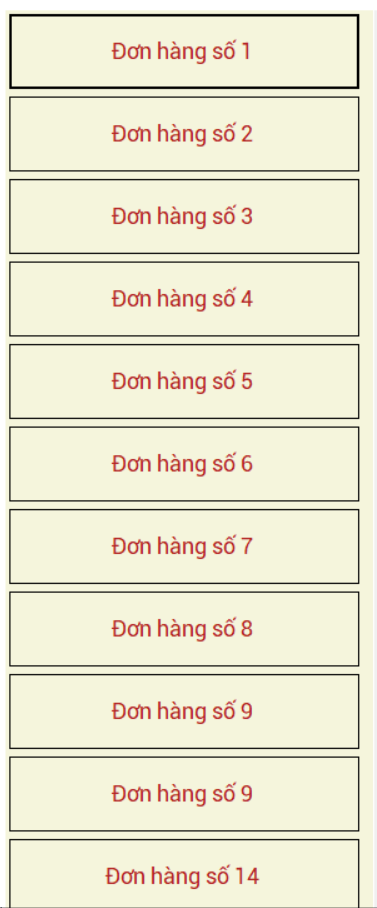 Đơn hàng số 1
Đơn hàng số 2
Đơn hàng số 3
Đơn hàng số 4
Đơn hàng số 5
Đơn hàng số 6
Đơn hàng số 7
Đơn hàng số 8
Đơn hàng số 9
Đơn hàng số 9
Đơn hàng số 14